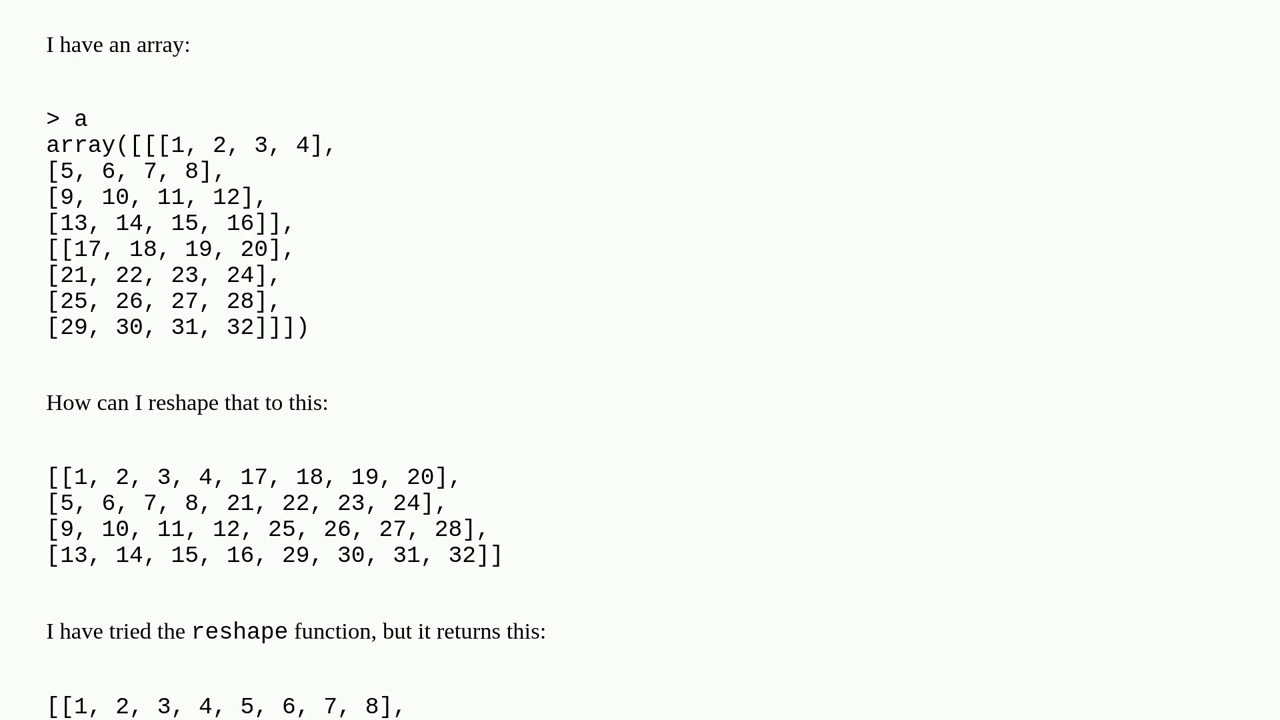 I have an array:
> a
array([[[1, 2, 3, 4],
[5, 6, 7, 8],
[9, 10, 11, 12],
[13, 14, 15, 16]],
[[17, 18, 19, 20],
[21, 22, 23, 24],
[25, 26, 27, 28],
[29, 30, 31, 32]]])
How can I reshape that to this:
[[1, 2, 3, 4, 17, 18, 19, 20],
[5, 6, 7, 8, 21, 22, 23, 24],
[9, 10, 11, 12, 25, 26, 27, 28],
[13, 14, 15, 16, 29, 30, 31, 32]]
I have tried the reshape function, but it returns this:
[[1, 2, 3, 4, 5, 6, 7, 8],